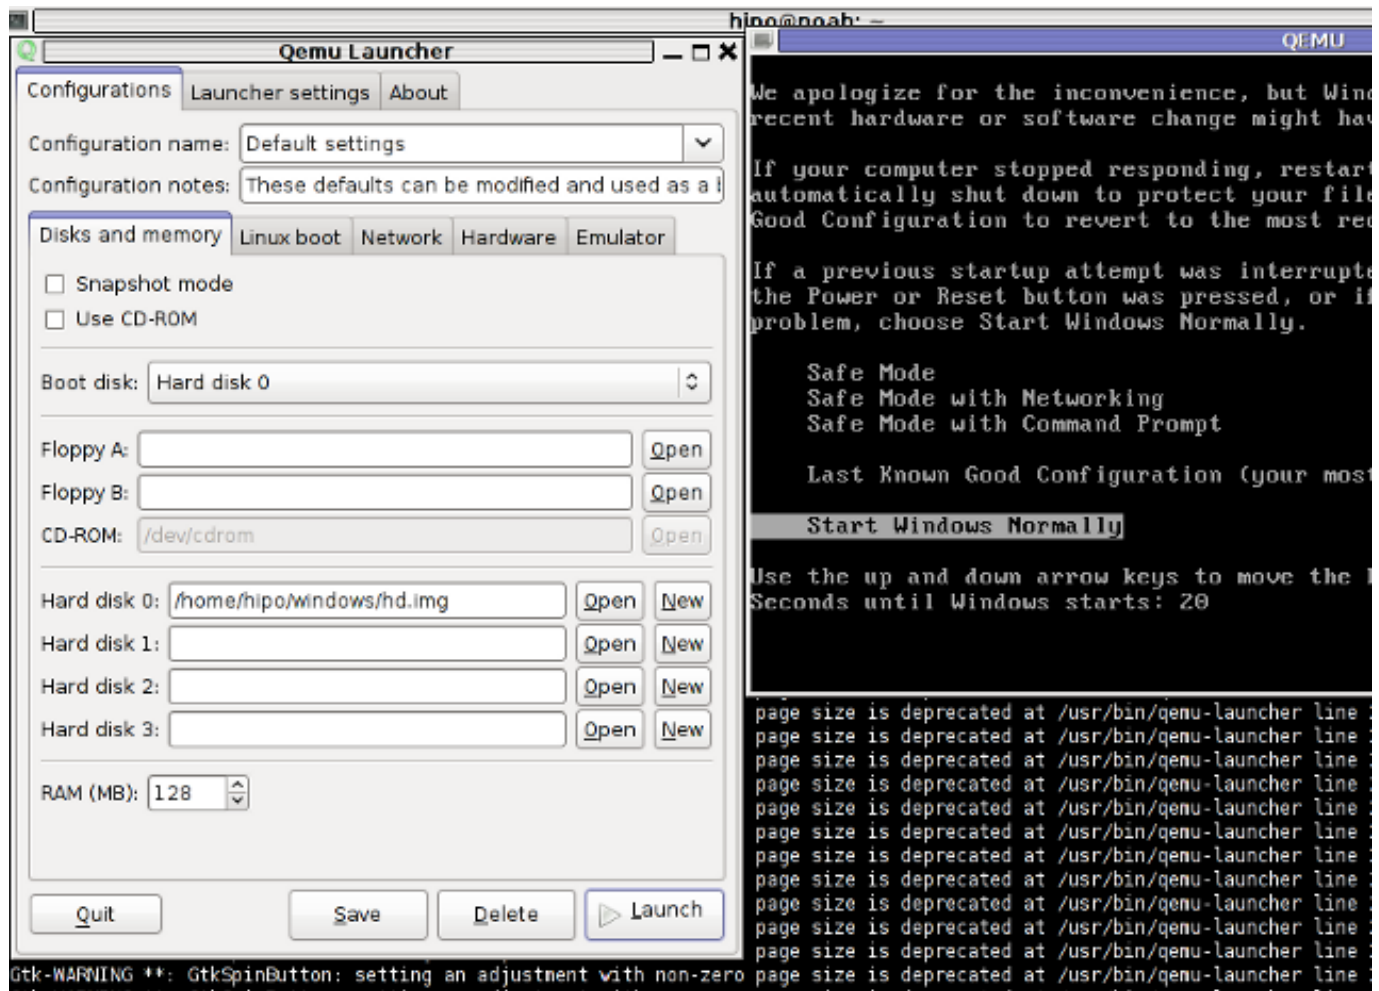 hipo@noah: ~
Qemu Launcher
Configurations Launcher settings About
Configuration name: Default settings
Configuration notes: These defaults can be modified and used as a
Disks and memory Linux boot Network Hardware Emulator
Snapshot mode
Use CD-ROM
Boot disk: Hard disk 0
Floppy A: Open
Floppy B: Open
CD-ROM: /dev/cdrom Open
Hard disk 0: /home/hipo/windows/hd.img Open New
Hard disk 1: Open New
Hard disk 2: Open New
Hard disk 3: Open New
RAM (MB): 128
Quit Save Delete Launch
QEMU
We apologize for the inconvenience, but
recent hardware or software change might
If your computer stopped responding,
automatically shut down to protect your
Good Configuration to revert to the most
If a previous startup attempt was
the Power or Reset button was pressed, or
problem, choose Start Windows Normally.
Safe Mode
Safe Mode with Networking
Safe Mode with Command Prompt
Last Known Good Configuration (your most
Start Windows Normally
Use the up and down arrow keys to move the
Seconds until Windows starts: 20
page size is deprecated at /usr/bin/qemu-launcher line
page size is deprecated at /usr/bin/qemu-launcher line
page size is deprecated at /usr/bin/qemu-launcher line
page size is deprecated at /usr/bin/qemu-launcher line
page size is deprecated at /usr/bin/qemu-launcher line
page size is deprecated at /usr/bin/qemu-launcher line
page size is deprecated at /usr/bin/qemu-launcher line
page size is deprecated at /usr/bin/qemu-launcher line
page size is deprecated at /usr/bin/qemu-launcher line
page size is deprecated at /usr/bin/qemu-launcher line
page size is deprecated at /usr/bin/qemu-launcher line
Gtk-WARNING **: GtkSpinButton: setting an adjustment with non-zero page size is deprecated at /usr/bin/qemu-launcher line